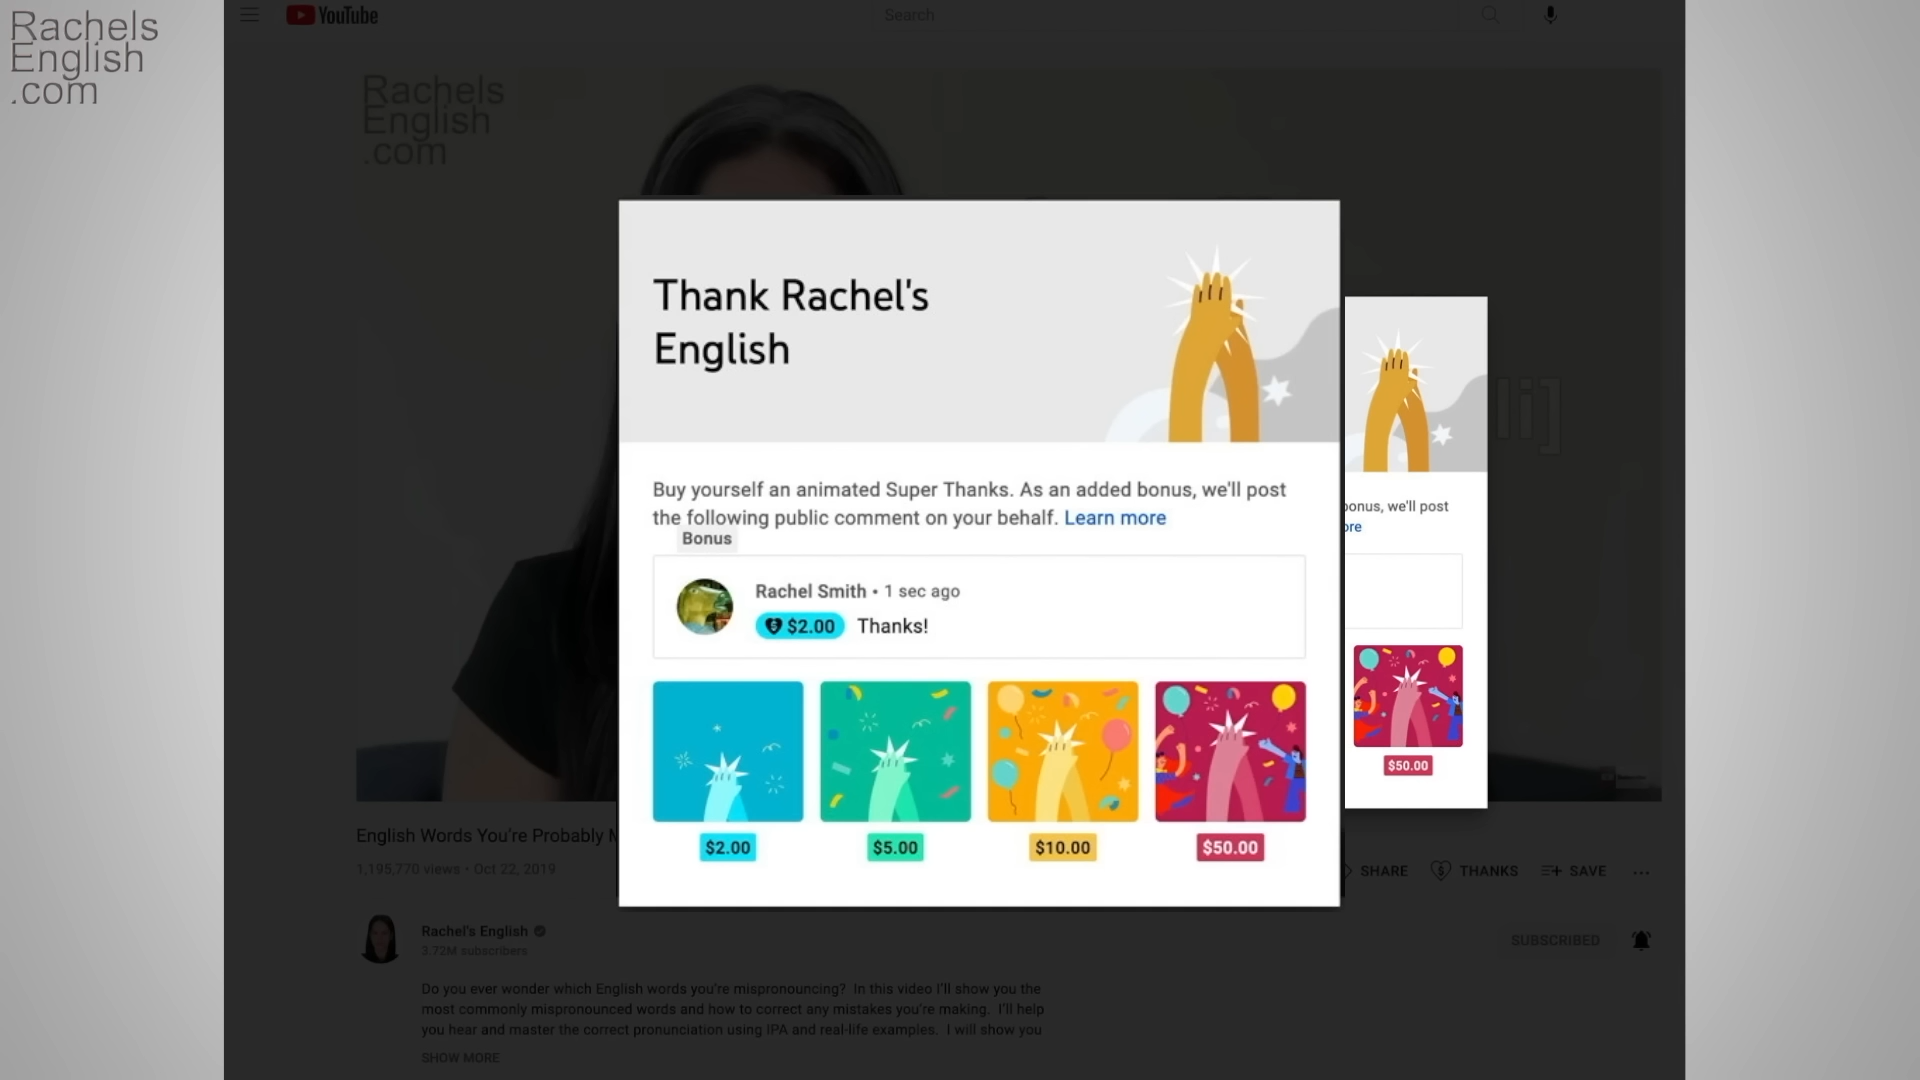 Rachels
English
.com
YouTube
Search
Rachels
English
.com
Thank Rachel's
English
Buy yourself an animated Super Thanks. As an added bonus, we'll post
the following public comment on your behalf. Learn more
Bonus
Rachel Smith • 1 sec ago
$2.00 Thanks!
$2.00
$5.00
$10.00
$50.00
bonus, we'll post
ore
$50.00
li]
English Words You're Probably M
1,195,770 views • Oct 22, 2019
SHARE
THANKS
SAVE
Rachel's English
3.72M subscribers
SUBSCRIBED
Do you ever wonder which English words you're mispronouncing? In this video I'll show you the
most commonly mispronounced words and how to correct any mistakes you're making. I'll help
you hear and master the correct pronunciation using IPA and real-life examples. I will show you
SHOW MORE